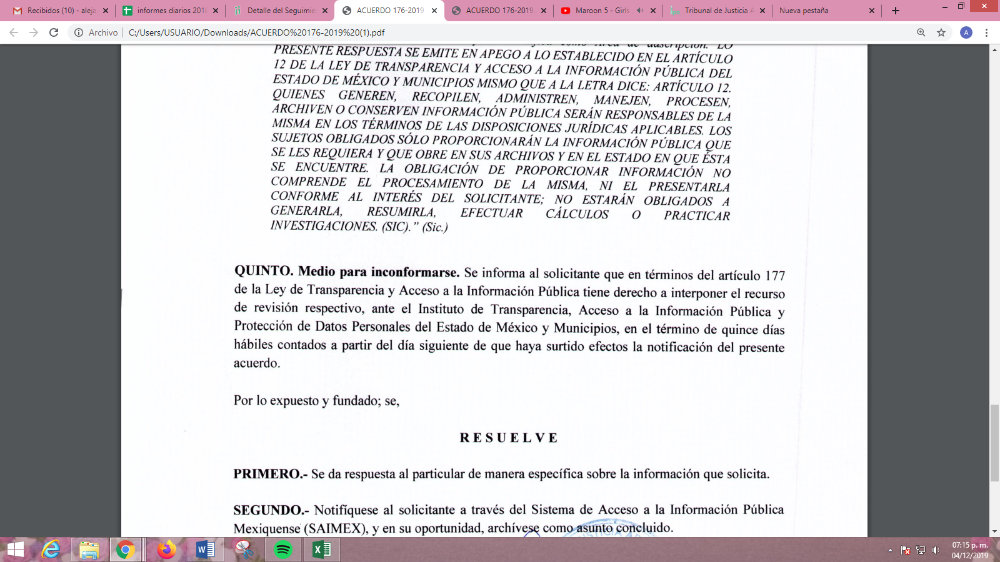 Recibidos (10) - aleja
informes diarios 2018
Detalle del Seguimie
ACUERDO 176-2019
ACUERDO 176-2019
Maroon 5 - Girls
Tribunal de Justicia A
Nueva pestaña
Archivo
C:/Users/USUARIO/Downloads/ACUERDO%20176-2019%20(1).pdf
A
como Área de adscripción. LO
PRESENTE RESPUESTA SE EMITE EN APEGO A LO ESTABLECIDO EN EL ARTÍCULO
12 DE LA LEY DE TRANSPARENCIA Y ACCESO A LA INFORMACIÓN PÚBLICA DEL
ESTADO DE MÉXICO Y MUNICIPIOS MISMO QUE A LA LETRA DICE: ARTÍCULO 12.
QUIENES GENEREN, RECOPILEN, ADMINISTREN, MANEJEN, PROCESEN,
ARCHIVEN O CONSERVEN INFORMACIÓN PÚBLICA SERÁN RESPONSABLES DE LA
MISMA EN LOS TÉRMINOS DE LAS DISPOSICIONES JURÍDICAS APLICABLES. LOS
SUJETOS OBLIGADOS SÓLO PROPORCIONARÁN LA INFORMACIÓN PÚBLICA QUE
SE LES REQUIERA Y QUE OBRE EN SUS ARCHIVOS Y EN EL ESTADO EN QUE ÉSTA
SE ENCUENTRE. LA OBLIGACIÓN DE PROPORCIONAR INFORMACIÓN NO
COMPRENDE EL PROCESAMIENTO DE LA MISMA, NI EL PRESENTARLA
CONFORME AL INTERÉS DEL SOLICITANTE; NO ESTARÁN OBLIGADOS A
GENERARLA, RESUMIRLA, EFECTUAR CÁLCULOS O PRACTICAR
INVESTIGACIONES. (SIC).” (Sic.)
QUINTO. Medio para inconformarse. Se informa al solicitante que en términos del artículo 177
de la Ley de Transparencia y Acceso a la Información Pública tiene derecho a interponer el recurso
de revisión respectivo, ante el Instituto de Transparencia, Acceso a la Información Pública y
Protección de Datos Personales del Estado de México y Municipios, en el término de quince días
hábiles contados a partir del día siguiente de que haya surtido efectos la notificación del presente
acuerdo.
Por lo expuesto y fundado; se,
R E S U E L V E
PRIMERO.- Se da respuesta al particular de manera específica sobre la información que solicita.
SEGUNDO.- Notifíquese al solicitante a través del Sistema de Acceso a la Información Pública
Mexiquense (SAIMEX), y en su oportunidad, archívese como asunto concluido.
07:15 p. m.
04/12/2019